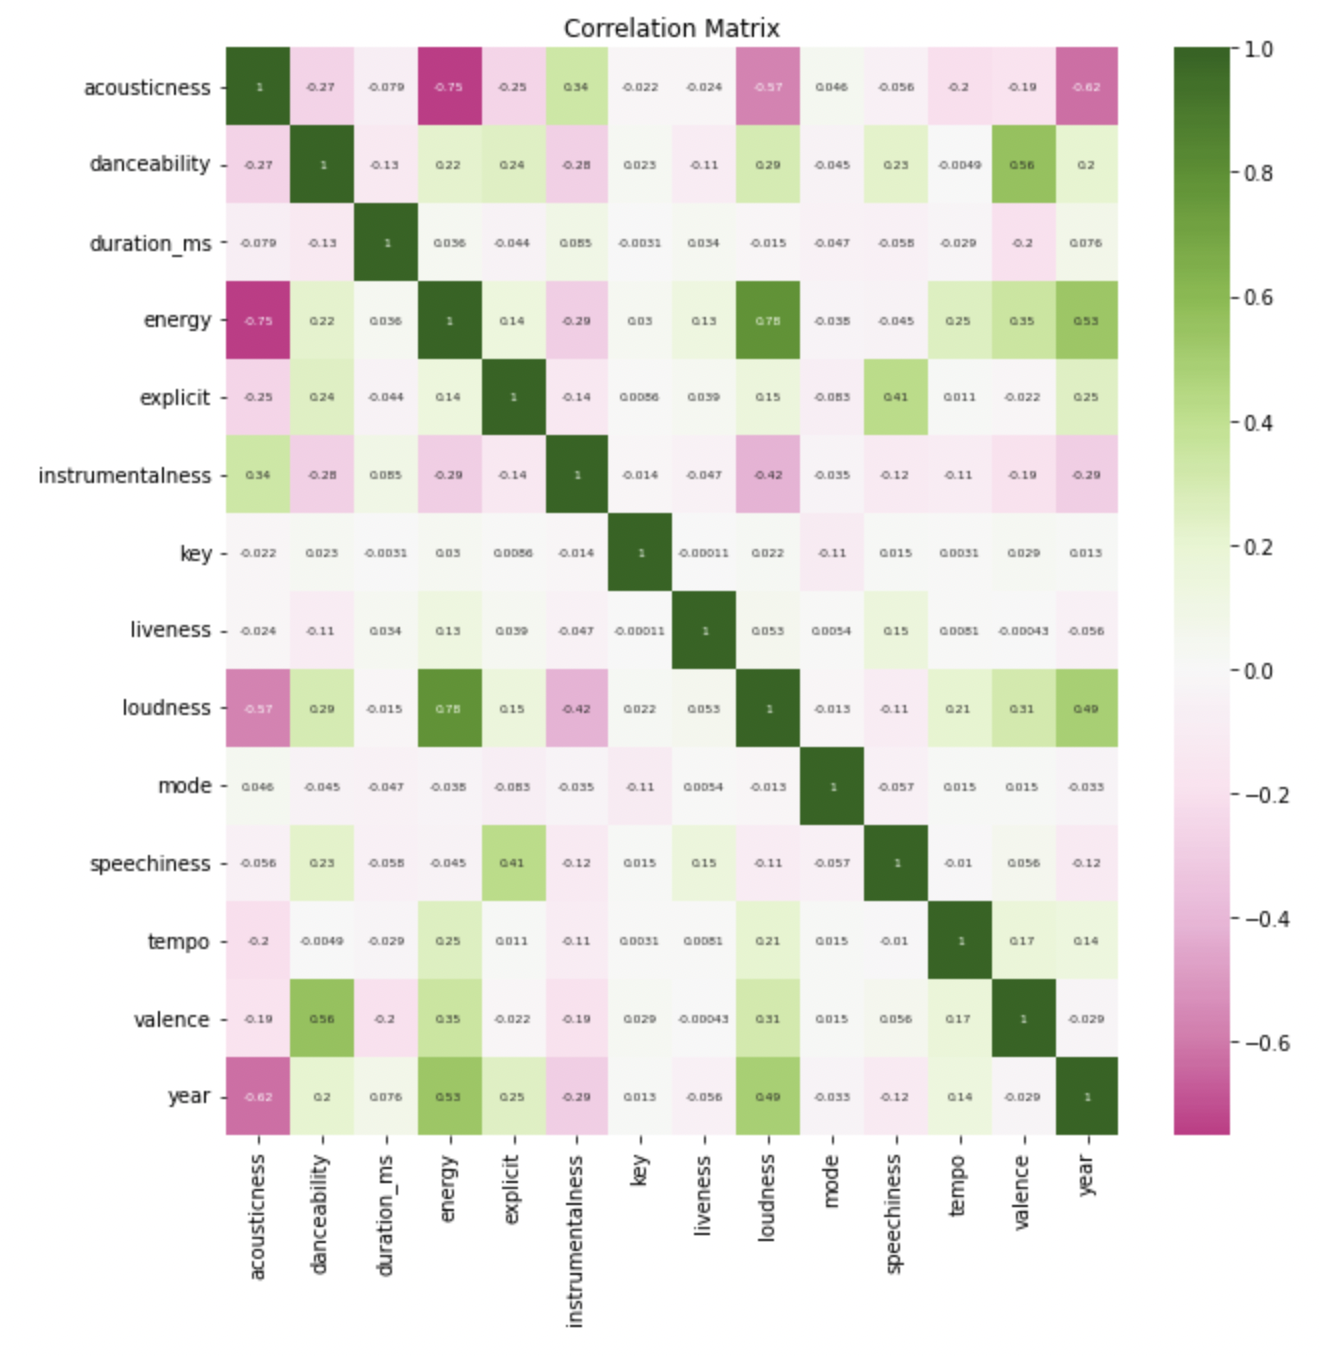 Correlation Matrix
acousticness 1 -0.27 -0.079 -0.75 -0.25 0.34 -0.022 -0.024 -0.57 0.046 -0.056 -0.2 -0.19 -0.62
danceability -0.27 1 -0.13 0.22 0.24 -0.28 0.023 -0.11 0.29 -0.045 0.23 -0.0049 0.56 0.2
duration_ms -0.079 -0.13 1 0.036 -0.044 0.085 -0.0031 0.034 -0.015 -0.047 -0.058 -0.029 -0.2 0.076
energy -0.75 0.22 0.036 1 0.14 -0.29 0.03 0.13 0.78 -0.038 -0.045 0.25 0.35 0.53
explicit -0.25 0.24 -0.044 0.14 1 -0.14 0.0086 0.039 0.15 -0.083 0.41 0.011 -0.022 0.25
instrumentalness 0.34 -0.28 0.085 -0.29 -0.14 1 -0.014 -0.047 -0.42 -0.035 -0.12 -0.11 -0.19 -0.29
key -0.022 0.023 -0.0031 0.03 0.0086 -0.014 1 -0.00011 0.022 -0.11 0.015 0.0031 0.029 0.013
liveness -0.024 -0.11 0.034 0.13 0.039 -0.047 -0.00011 1 0.053 0.0054 0.15 0.0081 -0.00043 -0.056
loudness -0.57 0.29 -0.015 0.78 0.15 -0.42 0.022 0.053 1 -0.013 -0.11 0.21 0.31 0.49
mode 0.046 -0.045 -0.047 -0.038 -0.083 -0.035 -0.11 0.0054 -0.013 1 -0.057 0.015 0.015 -0.033
speechiness -0.056 0.23 -0.058 -0.045 0.41 -0.12 0.015 0.15 -0.11 -0.057 1 -0.01 0.056 -0.12
tempo -0.2 -0.0049 -0.029 0.25 0.011 -0.11 0.0031 0.0081 0.21 0.015 -0.01 1 0.17 0.14
valence -0.19 0.56 -0.2 0.35 -0.022 -0.19 0.029 -0.00043 0.31 0.015 0.056 0.17 1 -0.029
year -0.62 0.2 0.076 0.53 0.25 -0.29 0.013 -0.056 0.49 -0.033 -0.12 0.14 -0.029 1
acousticness
danceability
duration_ms
energy
explicit
instrumentalness
key
liveness
loudness
mode
speechiness
tempo
valence
year
1.0
0.8
0.6
0.4
0.2
0.0
−0.2
−0.4
−0.6